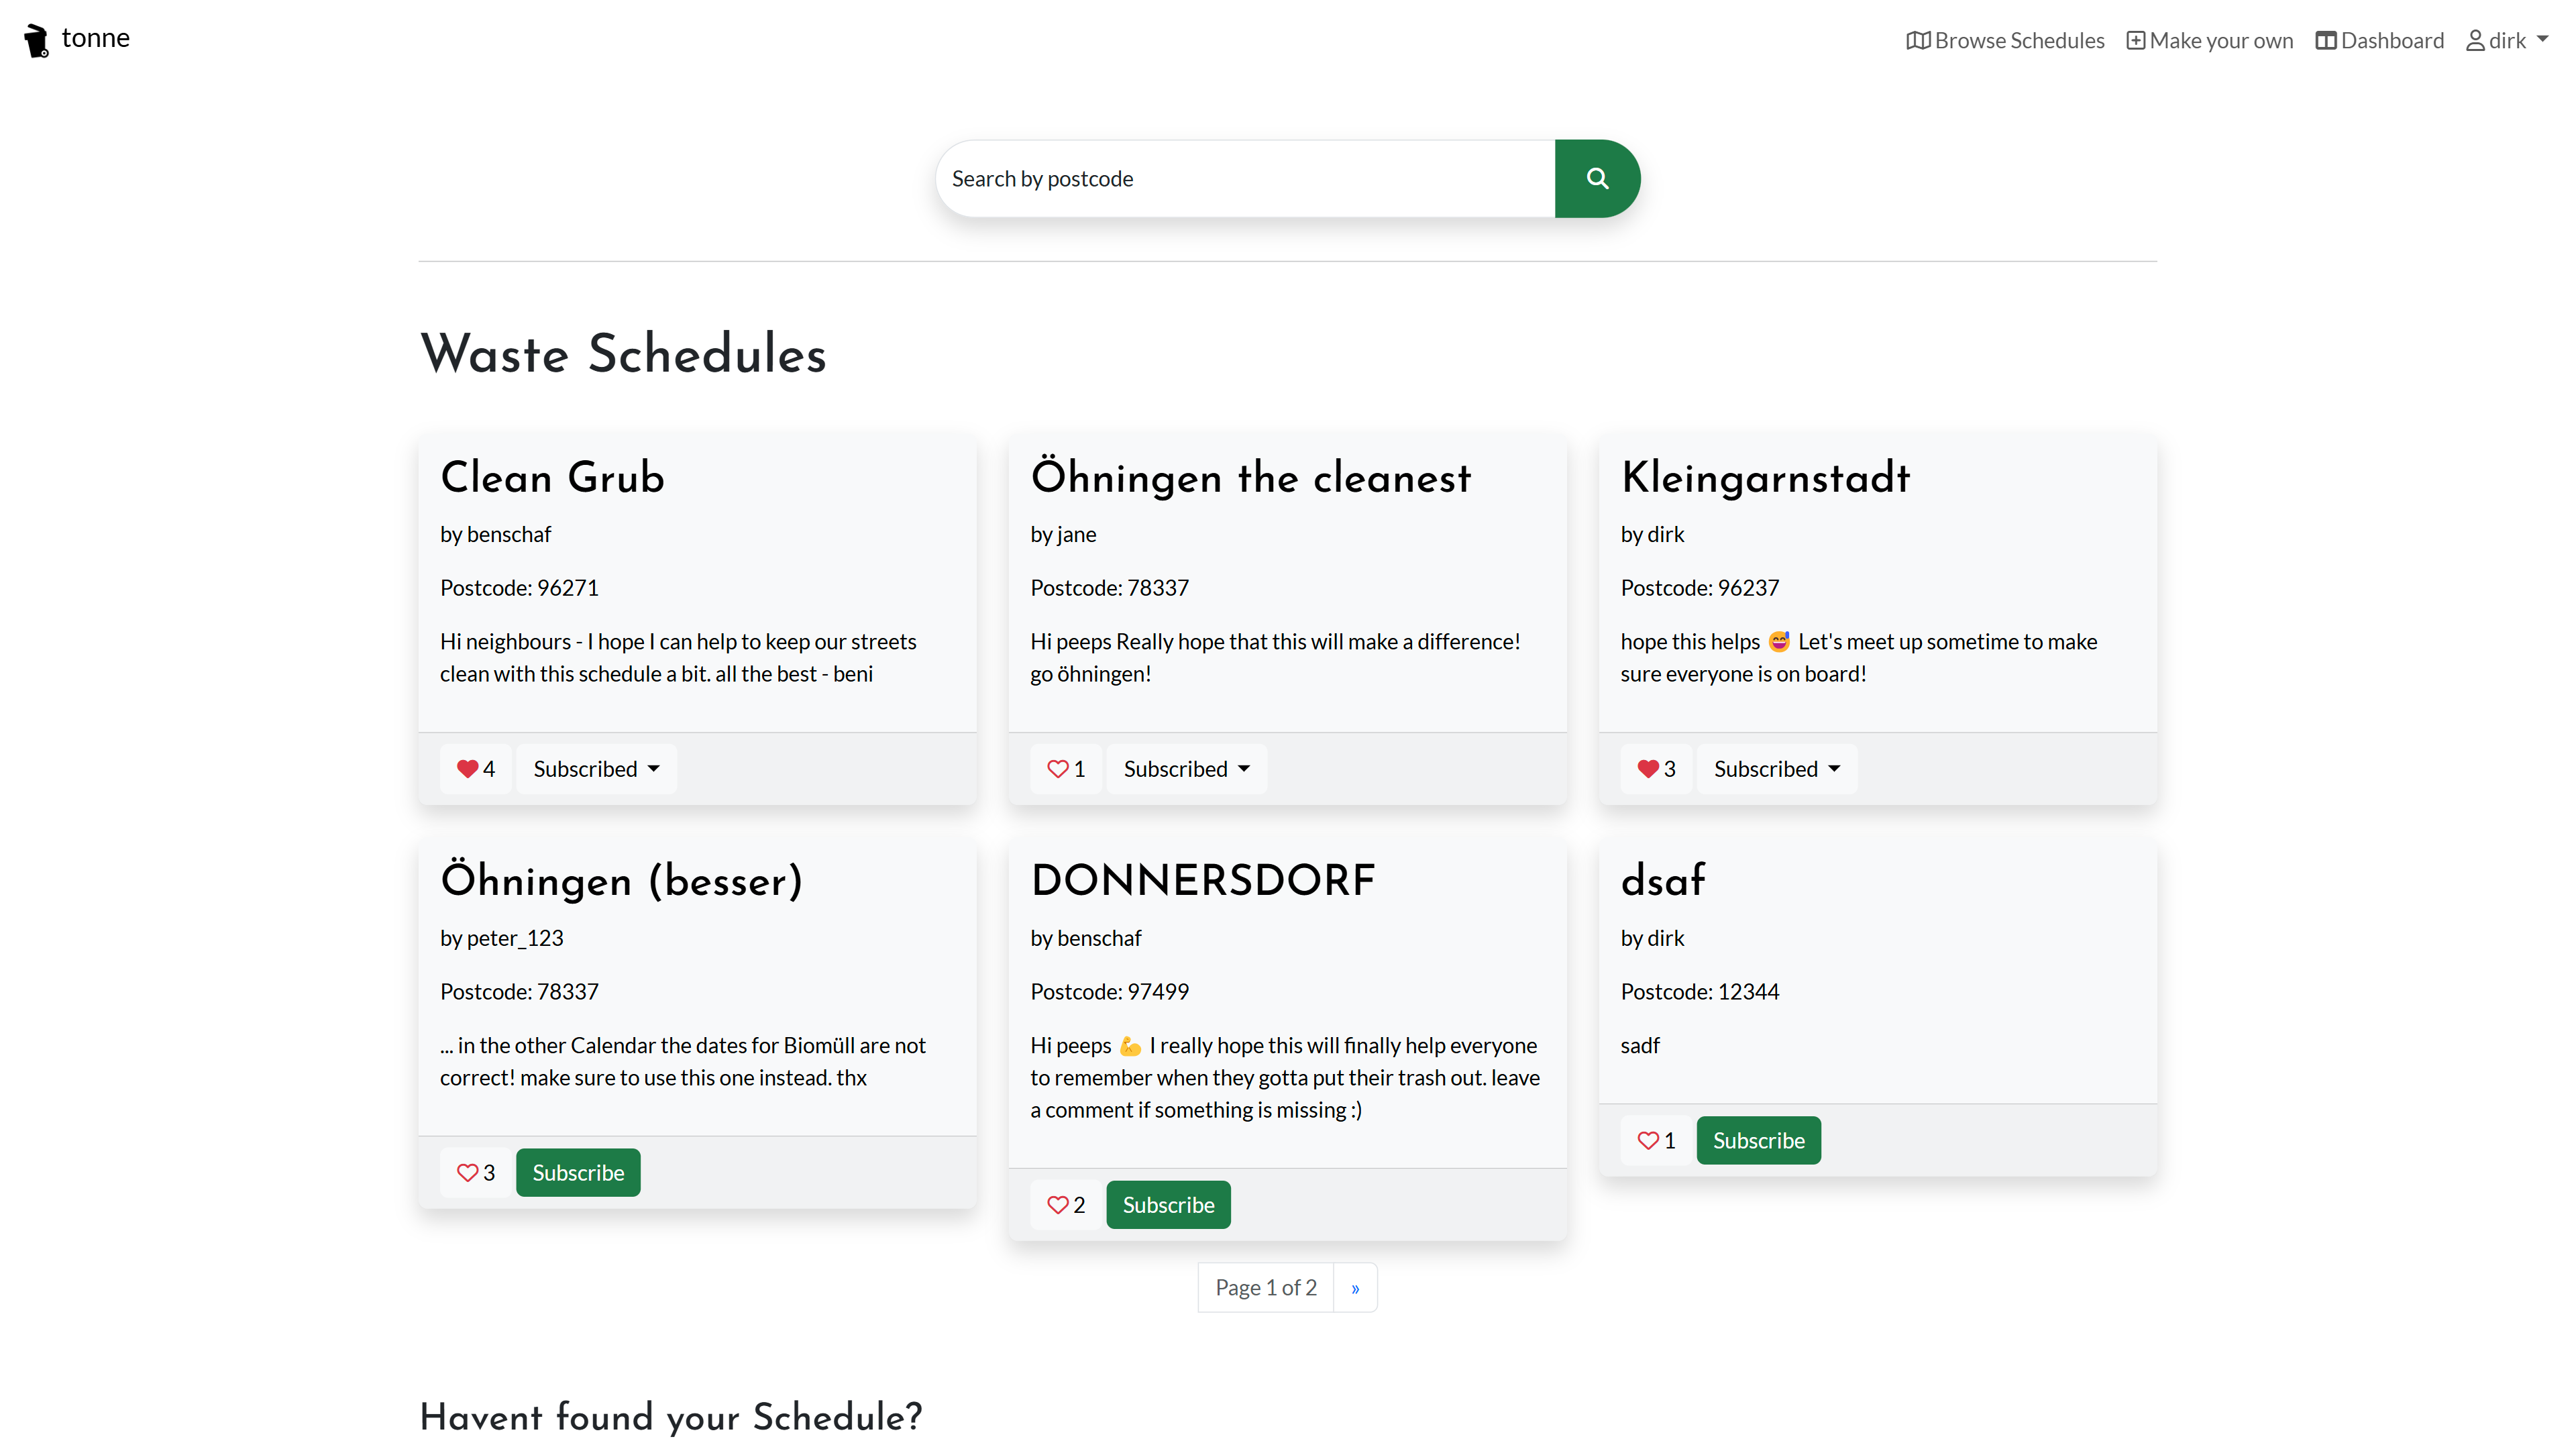 tonne
Browse Schedules
Make your own
Dashboard
dirk
Search by postcode
Waste Schedules
Clean Grub
by benschaf
Postcode: 96271
Hi neighbours - I hope I can help to keep our streets
clean with this schedule a bit. all the best - beni
4
Subscribed
Öhningen the cleanest
by jane
Postcode: 78337
Hi peeps Really hope that this will make a difference!
go öhningen!
1
Subscribed
Kleingarnstadt
by dirk
Postcode: 96237
hope this helps 😅 Let's meet up sometime to make
sure everyone is on board!
3
Subscribed
Öhningen (besser)
by peter_123
Postcode: 78337
... in the other Calendar the dates for Biomüll are not
correct! make sure to use this one instead. thx
3
Subscribe
DONNERSDORF
by benschaf
Postcode: 97499
Hi peeps 💪 I really hope this will finally help everyone
to remember when they gotta put their trash out. leave
a comment if something is missing :)
2
Subscribe
dsaf
by dirk
Postcode: 12344
sadf
1
Subscribe
Page 1 of 2
»
Havent found your Schedule?